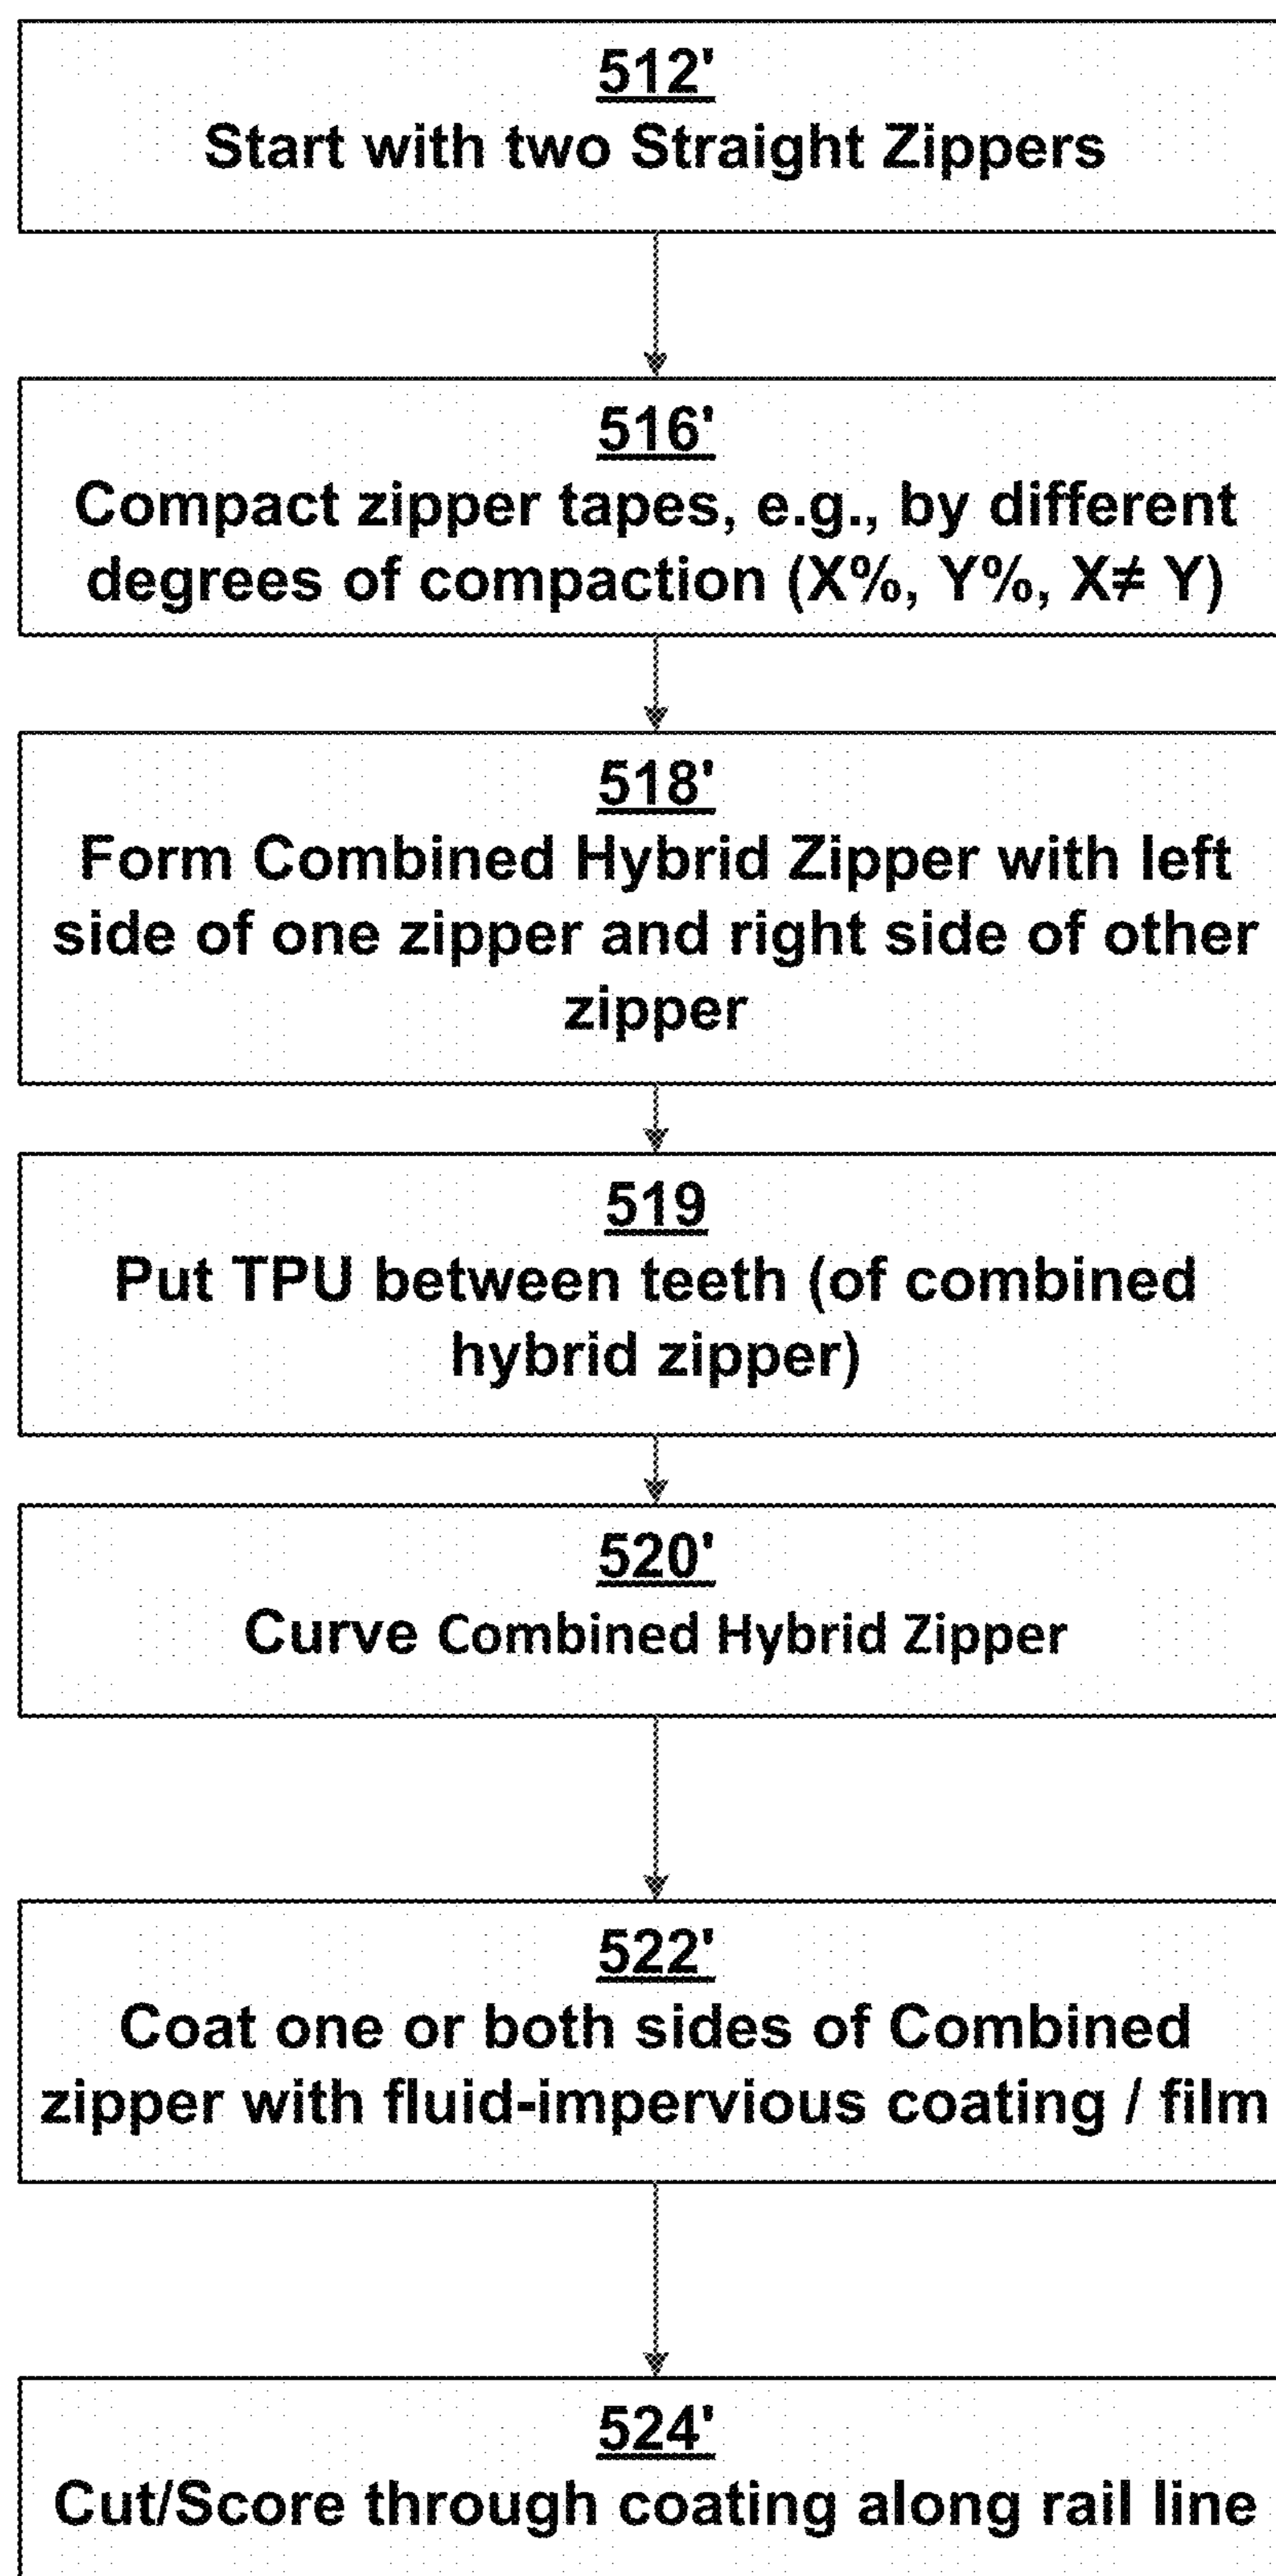 512'
Start with two Straight Zippers
516'
Compact zipper tapes, e.g., by different
degrees of compaction (X%, Y%, X≠ Y)
518'
Form Combined Hybrid Zipper with left
side of one zipper and right side of other
zipper
519
Put TPU between teeth (of combined
hybrid zipper)
520'
Curve Combined Hybrid Zipper
522'
Coat one or both sides of Combined
zipper with fluid-impervious coating / film
524'
Cut/Score through coating along rail line